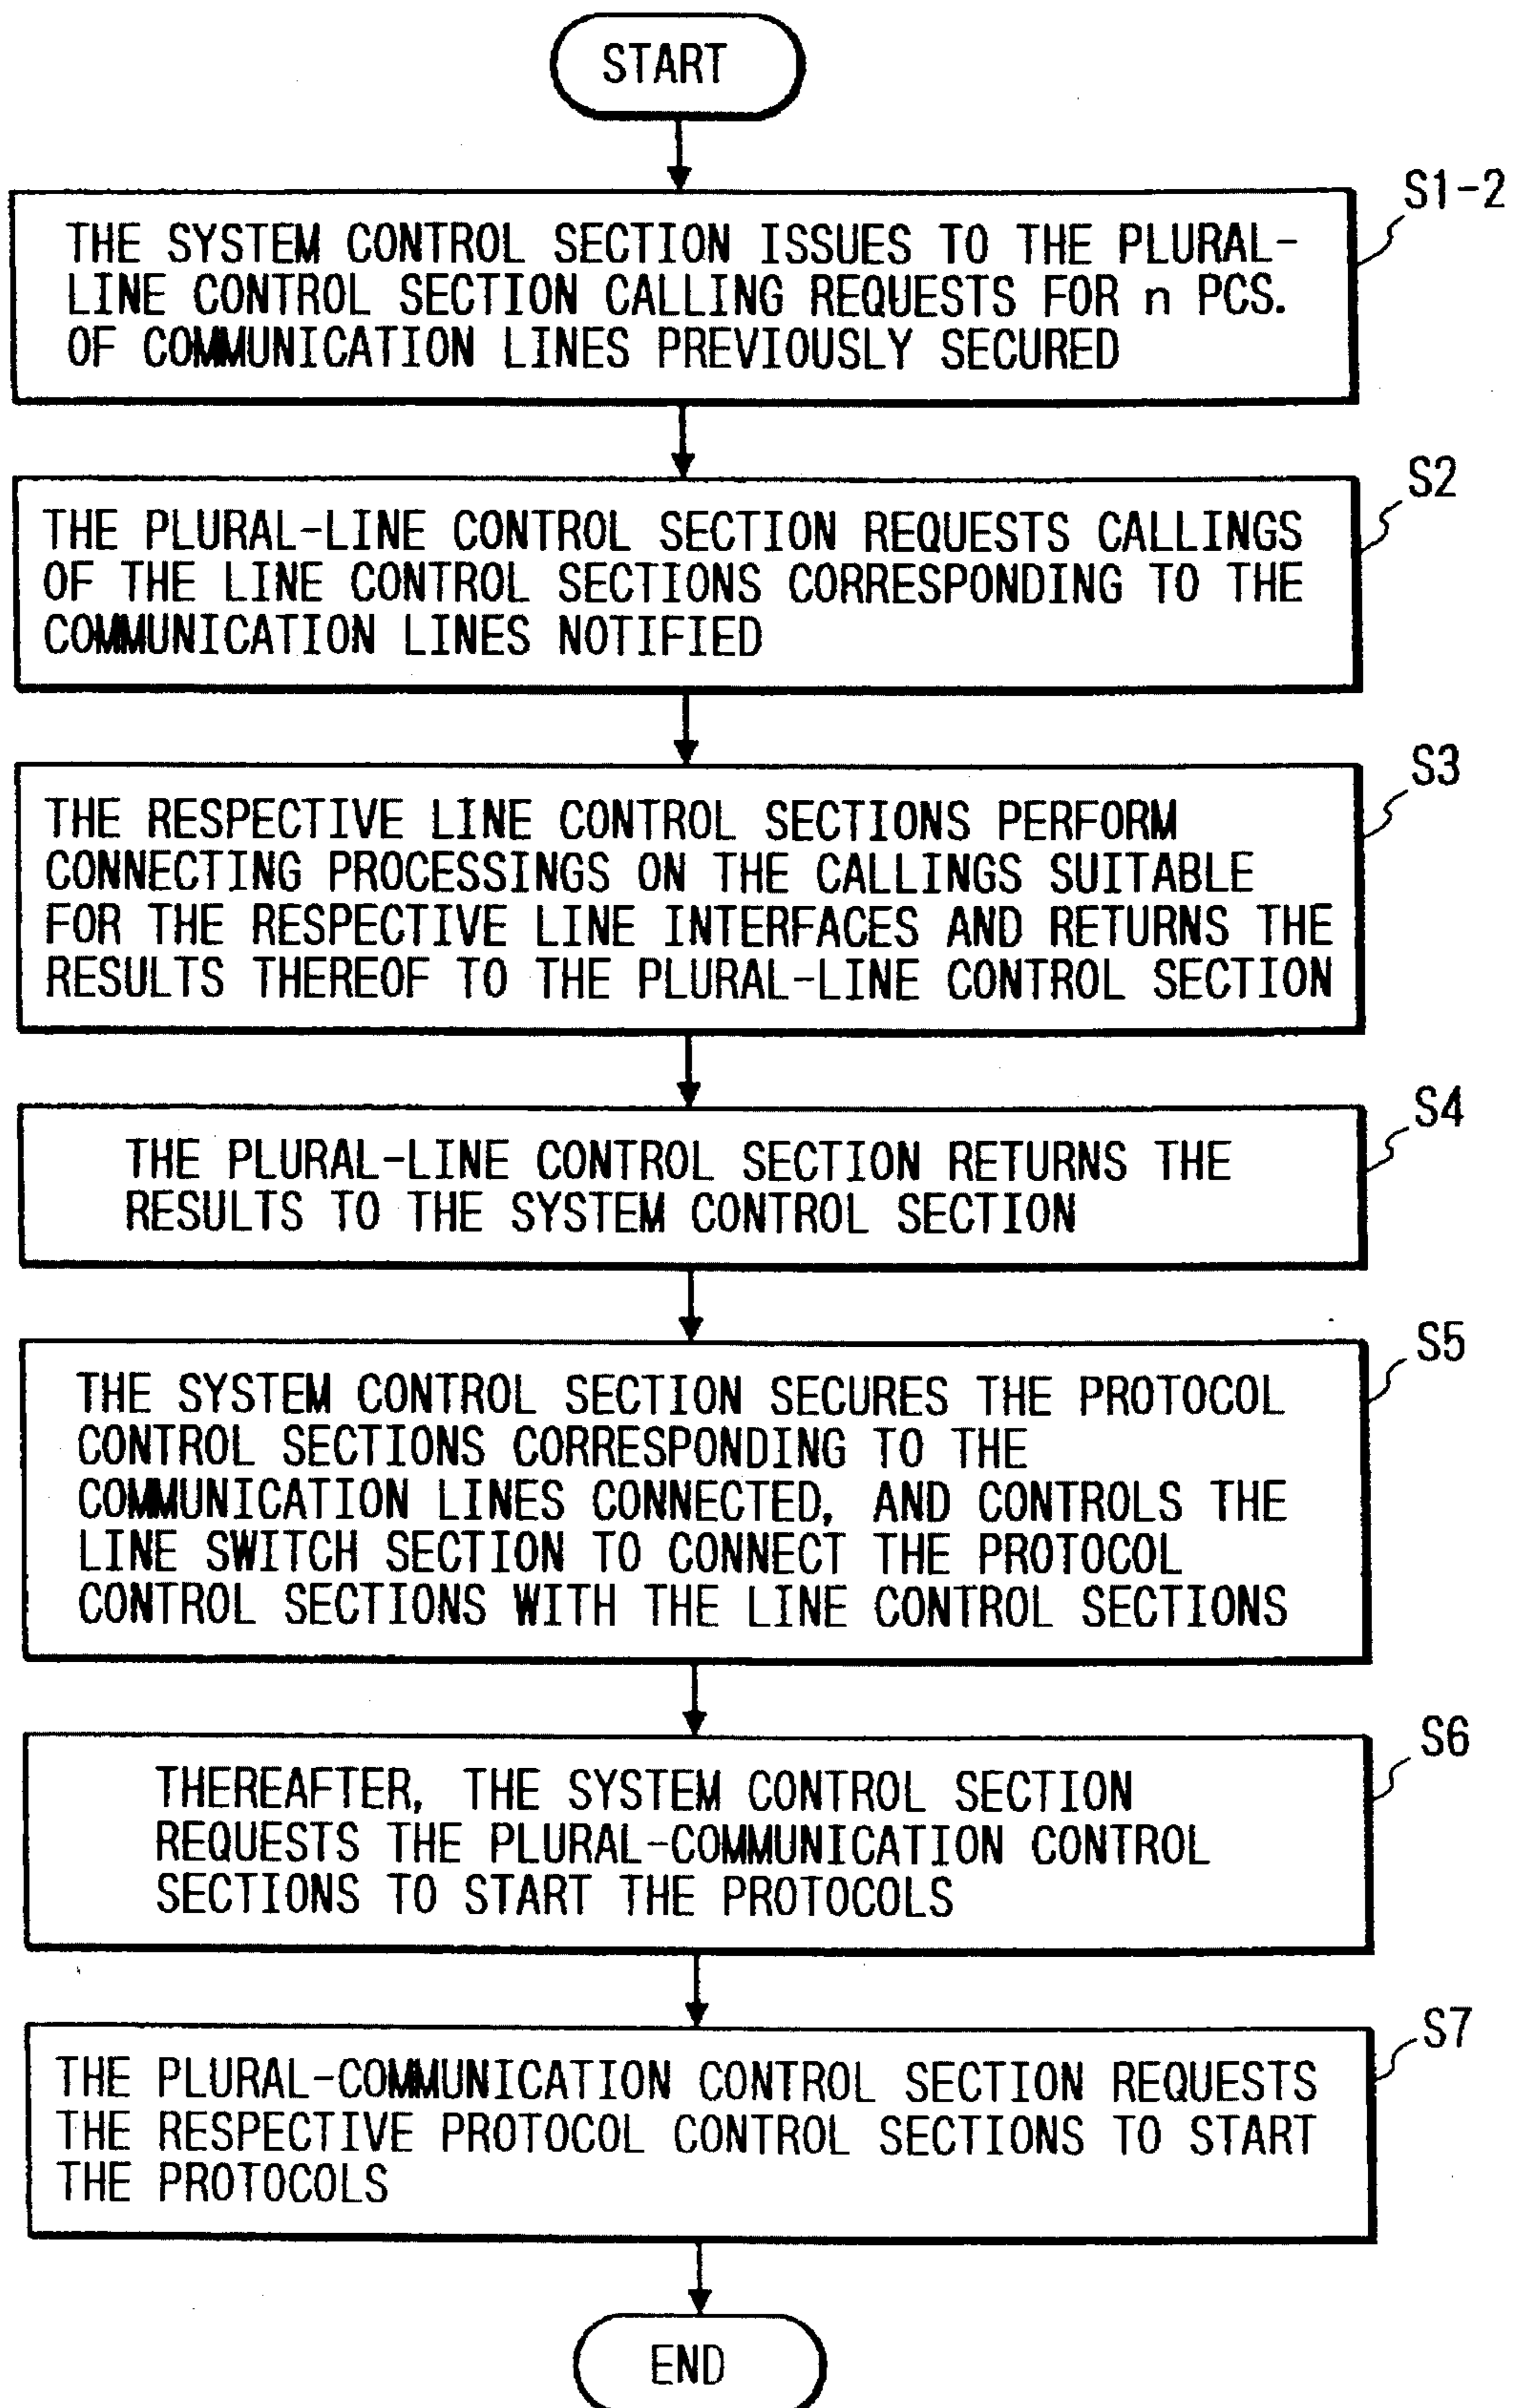 START
S1-2
THE SYSTEM CONTROL SECTION ISSUES TO THE PLURAL-
LINE CONTROL SECTION CALLING REQUESTS FOR n PCS.
OF COMMUNICATION LINES PREVIOUSLY SECURED
S2
THE PLURAL-LINE CONTROL SECTION REQUESTS CALLINGS
OF THE LINE CONTROL SECTIONS CORRESPONDING TO THE
COMMUNICATION LINES NOTIFIED
S3
THE RESPECTIVE LINE CONTROL SECTIONS PERFORM
CONNECTING PROCESSINGS ON THE CALLINGS SUITABLE
FOR THE RESPECTIVE LINE INTERFACES AND RETURNS THE
RESULTS THEREOF TO THE PLURAL-LINE CONTROL SECTION
S4
THE PLURAL-LINE CONTROL SECTION RETURNS THE
RESULTS TO THE SYSTEM CONTROL SECTION
S5
THE SYSTEM CONTROL SECTION SECURES THE PROTOCOL
CONTROL SECTIONS CORRESPONDING TO THE
COMMUNICATION LINES CONNECTED, AND CONTROLS THE
LINE SWITCH SECTION TO CONNECT THE PROTOCOL
CONTROL SECTIONS WITH THE LINE CONTROL SECTIONS
S6
THEREAFTER, THE SYSTEM CONTROL SECTION
REQUESTS THE PLURAL-COMMUNICATION CONTROL
SECTIONS TO START THE PROTOCOLS
S7
THE PLURAL-COMMUNICATION CONTROL SECTION REQUESTS
THE RESPECTIVE PROTOCOL CONTROL SECTIONS TO START
THE PROTOCOLS
END